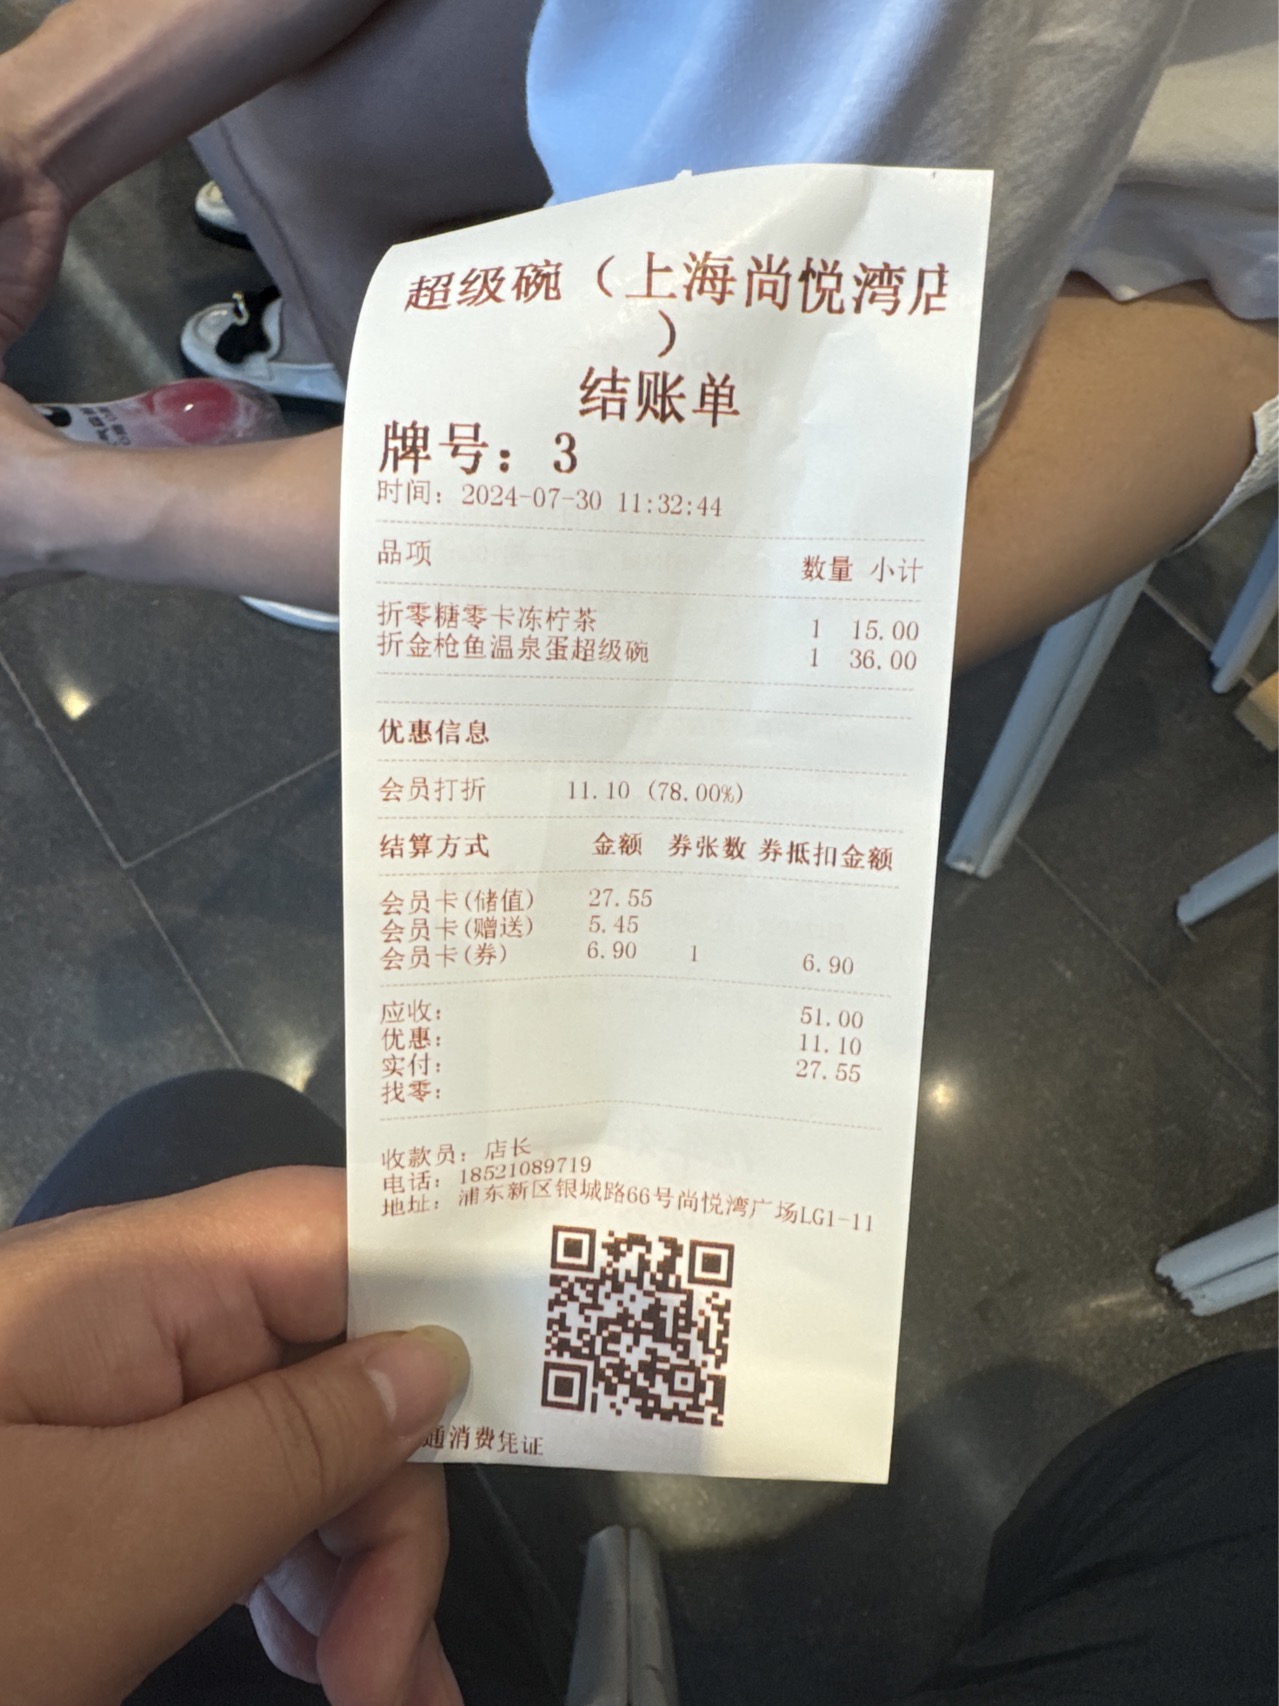 超级碗（上海尚悦湾店
）
结账单
牌号：3
时间：2024-07-30 11:32:44
品项 数量 小计
折零糖零卡冻柠茶 1 15.00
折金枪鱼温泉蛋超级碗 1 36.00
优惠信息
会员打折 11.10 (78.00%)
结算方式 金额 券张数 券抵扣金额
会员卡(储值) 27.55
会员卡(赠送) 5.45
会员卡(券) 6.90 1 6.90
应收： 51.00
优惠： 11.10
实付： 27.55
找零：
收款员：店长
电话：18521089719
地址：浦东新区银城路66号尚悦湾广场LG1-11
通消费凭证